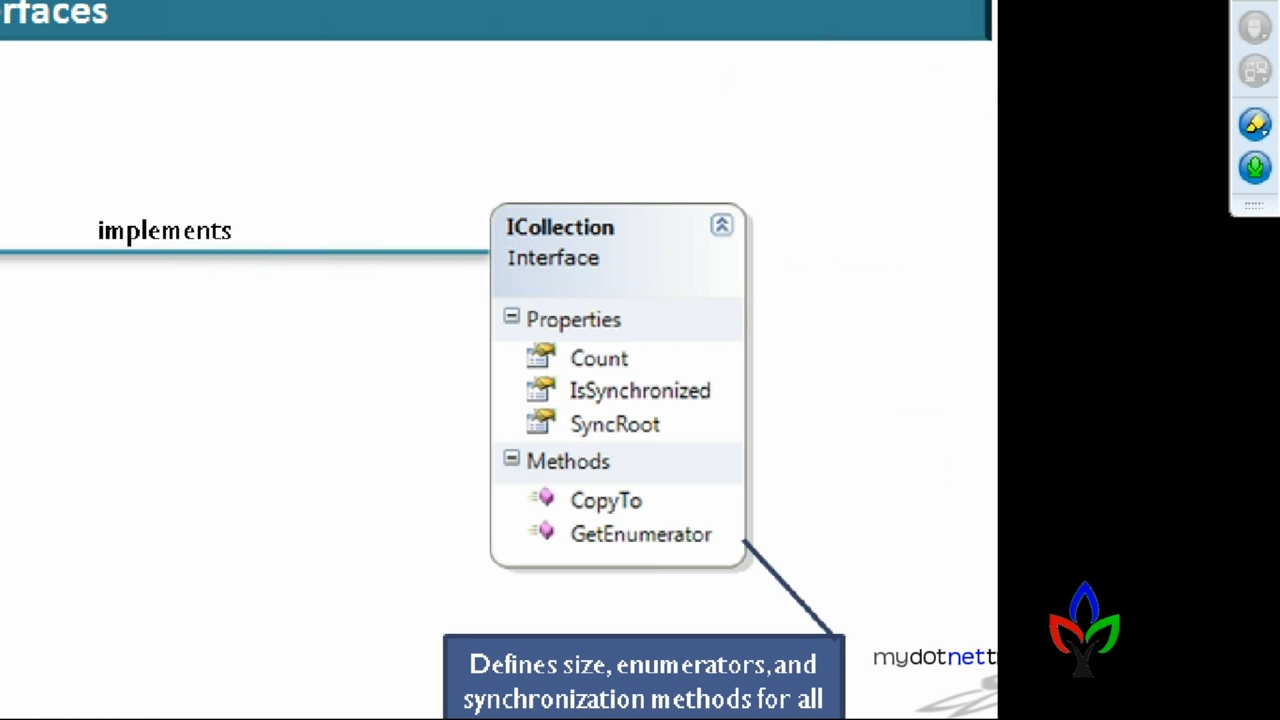 rfaces
implements
ICollection
Interface
Properties
Count
IsSynchronized
SyncRoot
Methods
CopyTo
GetEnumerator
Defines size, enumerators, and
synchronization methods for all
mydotnett